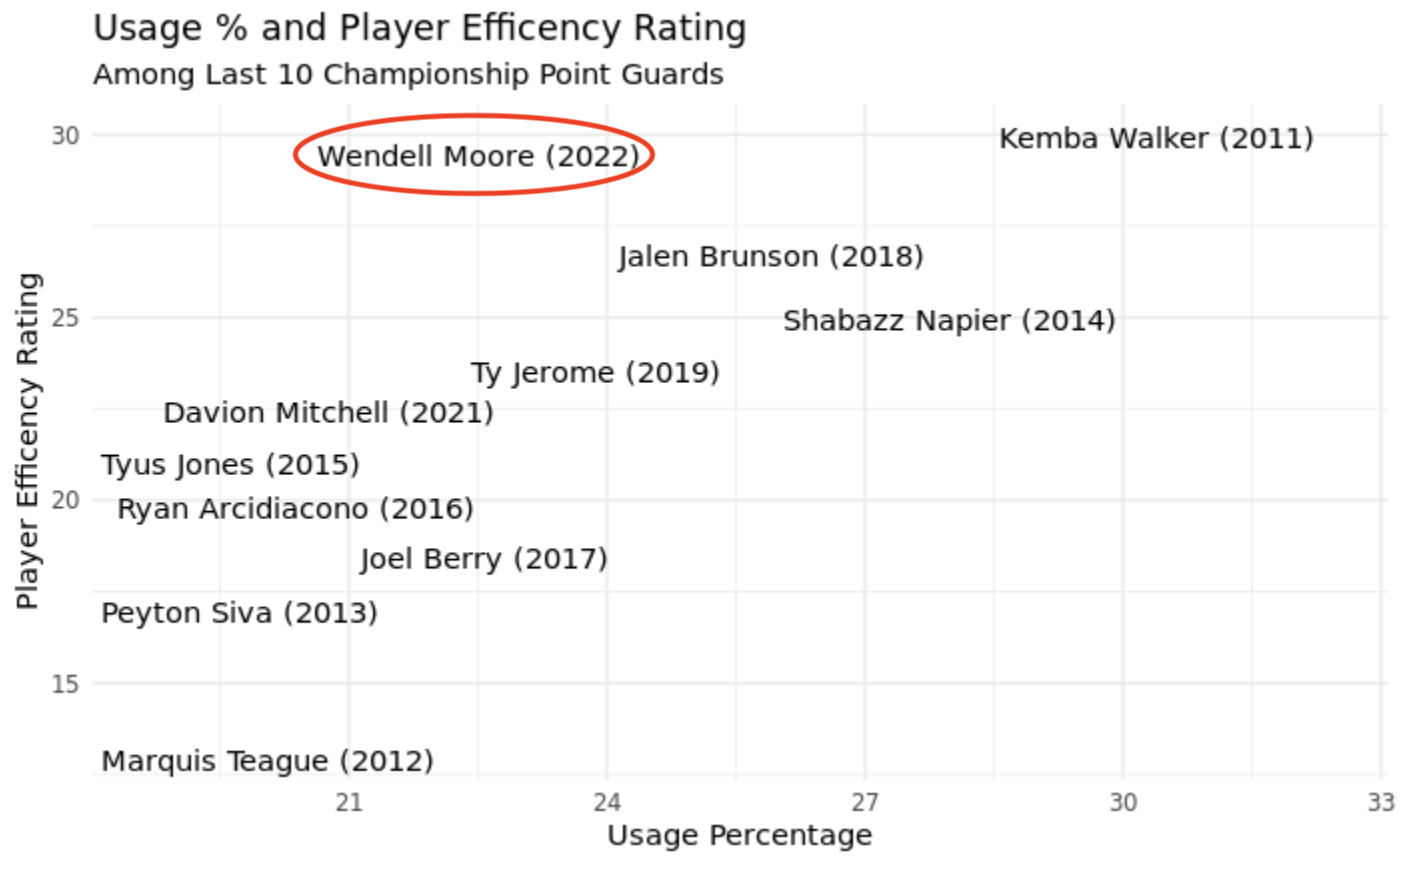 Usage % and Player Efficency Rating
Among Last 10 Championship Point Guards
Player Efficency Rating
30
25
20
15
Kemba Walker (2011)
Wendell Moore (2022)
Jalen Brunson (2018)
Shabazz Napier (2014)
Ty Jerome (2019)
Davion Mitchell (2021)
Tyus Jones (2015)
Ryan Arcidiacono (2016)
Joel Berry (2017)
Peyton Siva (2013)
Marquis Teague (2012)
21 24 27 30 33
Usage Percentage